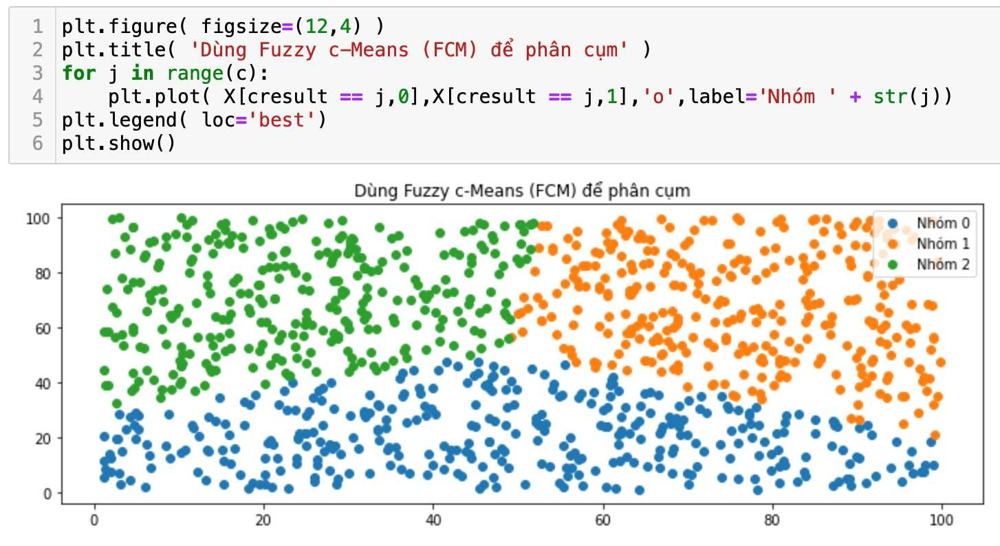 1 plt.figure( figsize=(12,4) )
2 plt.title( 'Dùng Fuzzy c-Means (FCM) để phân cụm' )
3 for j in range(c):
4     plt.plot( X[cresult == j,0],X[cresult == j,1],'o',label='Nhóm ' + str(j))
5 plt.legend( loc='best')
6 plt.show()
Dùng Fuzzy c-Means (FCM) để phân cụm
100
80
60
40
20
0
Nhóm 0
Nhóm 1
Nhóm 2
0 20 40 60 80 100